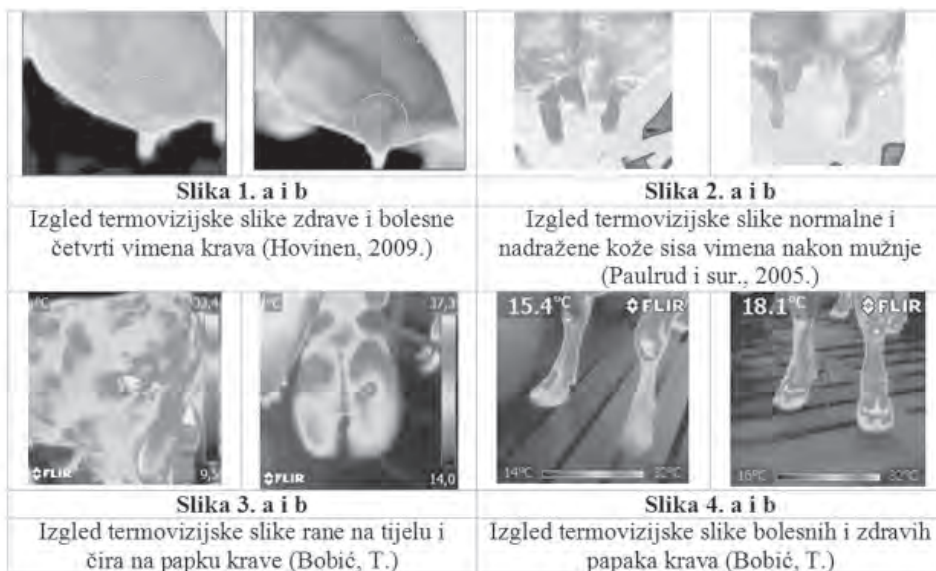 Slika 1. a i b
Izgled termovizijske slike zdrave i bolesne
četvrti vimena krava (Hovinen, 2009.)
Slika 2. a i b
Izgled termovizijske slike normalne i
nadražene kože sisa vimena nakon mužnje
(Paulrud i sur., 2005.)
°C
32,4
9,5
FLIR
°C
37,3
14,0
FLIR
Slika 3. a i b
Izgled termovizijske slike rane na tijelu i
čira na papku krave (Bobić, T.)
15.4°C
FLIR
14°C
18.1°C
FLIR
16°C
32°C
Slika 4. a i b
Izgled termovizijske slike bolesnih i zdravih
papaka krava (Bobić, T.)